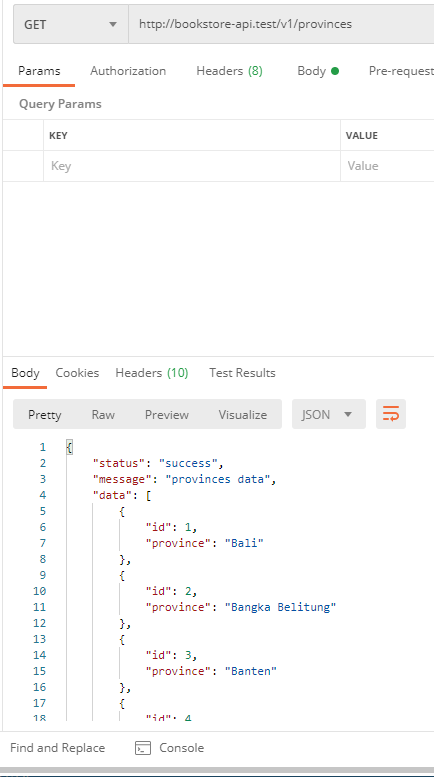 GET http://bookstore-api.test/v1/provinces
Params Authorization Headers (8) Body Pre-request
Query Params
KEY VALUE
Key Value
Body Cookies Headers (10) Test Results
Pretty Raw Preview Visualize JSON
1 {
2 "status": "success",
3 "message": "provinces data",
4 "data": [
5 {
6 "id": 1,
7 "province": "Bali"
8 },
9 {
10 "id": 2,
11 "province": "Bangka Belitung"
12 },
13 {
14 "id": 3,
15 "province": "Banten"
16 },
17 {
18 "id": 4
Find and Replace Console